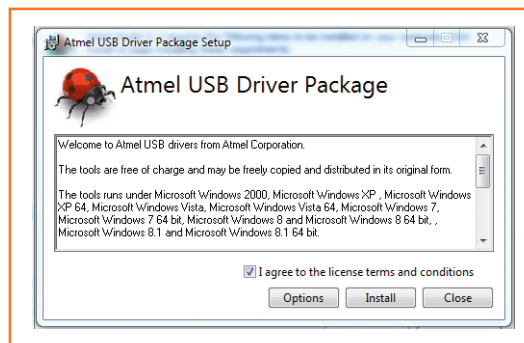 Atmel USB Driver Package Setup
Atmel USB Driver Package
Welcome to Atmel USB drivers from Atmel Corporation.
The tools are free of charge and may be freely copied and distributed in its original form.
The tools runs under Microsoft Windows 2000, Microsoft Windows XP , Microsoft Windows
XP 64, Microsoft Windows Vista, Microsoft Windows Vista 64, Microsoft Windows 7,
Microsoft Windows 7 64 bit, Microsoft Windows 8 and Microsoft Windows 8 64 bit, ,
Microsoft Windows 8.1 and Microsoft Windows 8.1 64 bit.
I agree to the license terms and conditions
Options Install Close